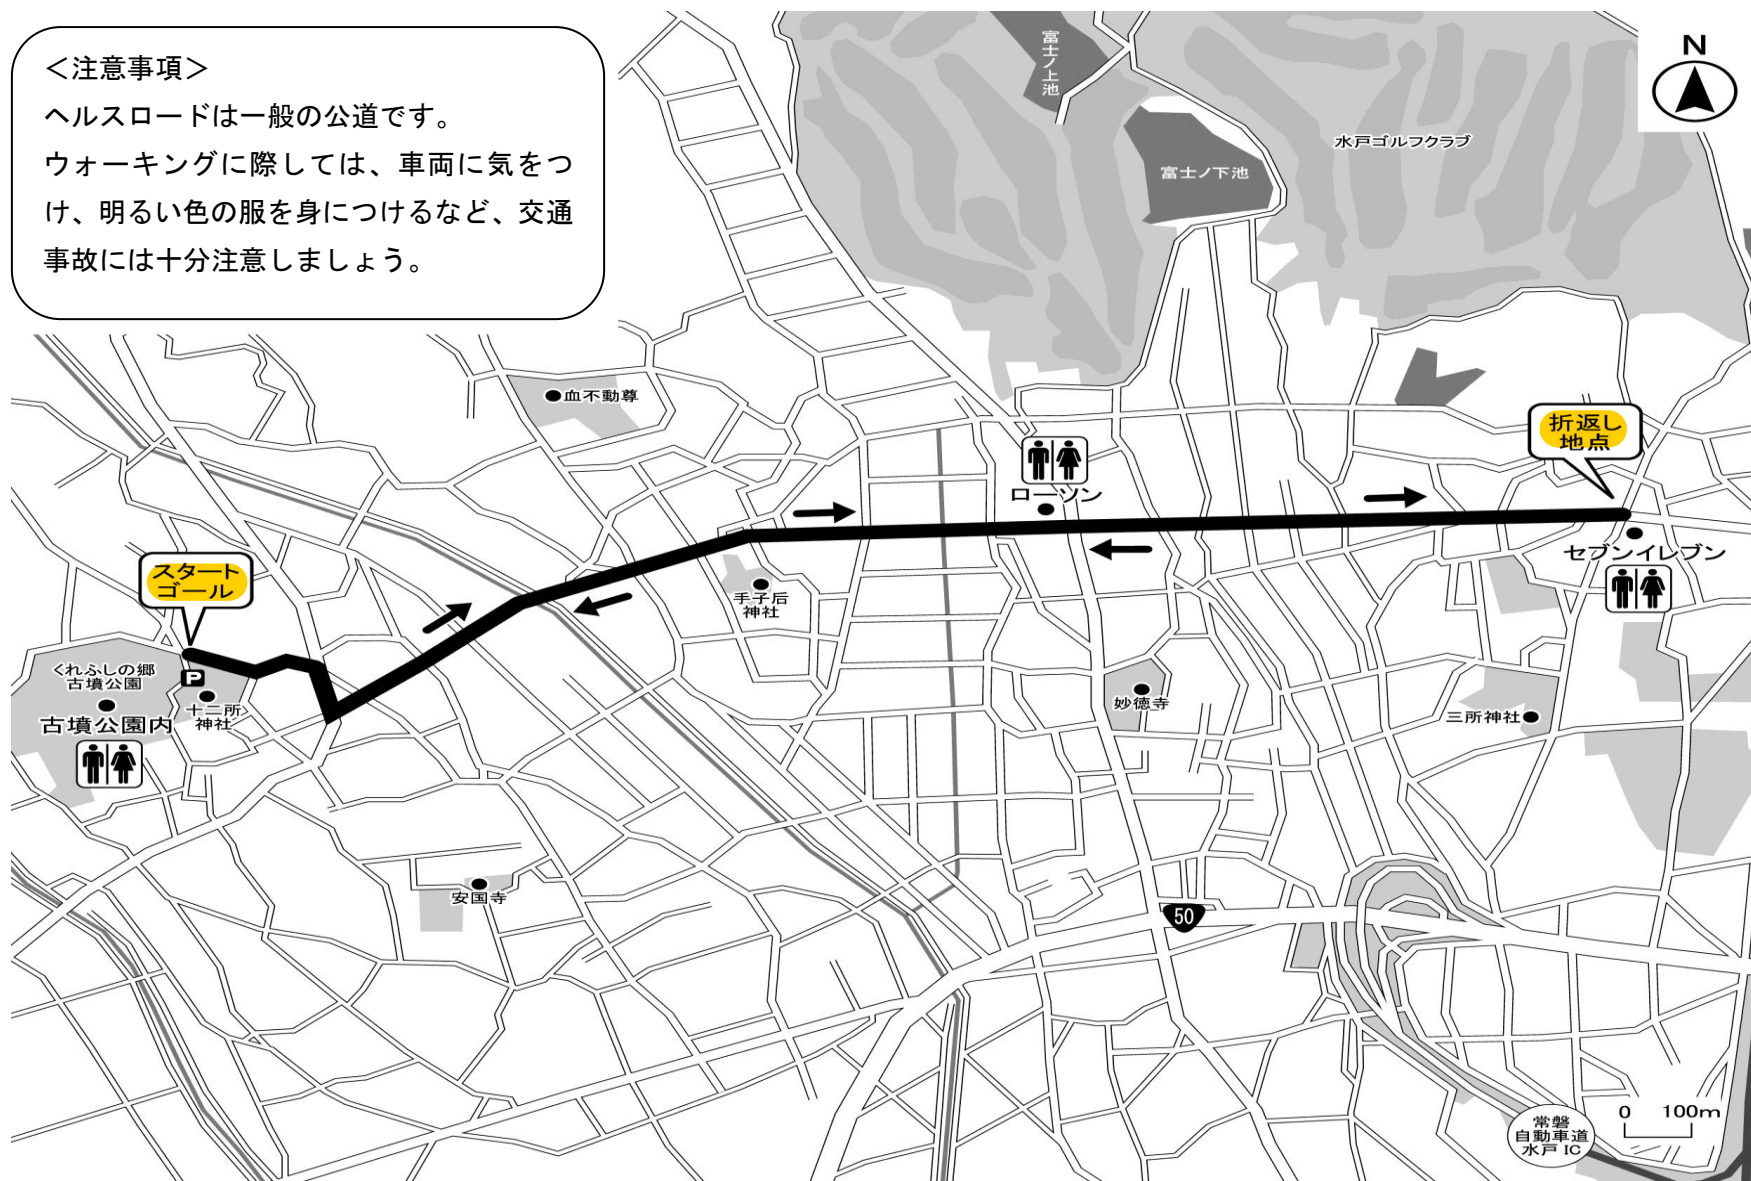 ＜注意事項＞
ヘルスロードは一般の公道です。
ウォーキングに際しては、車両に気をつ
け、明るい色の服を身につけるなど、交通
事故には十分注意しましょう。
N
富士ノ上池
水戸ゴルフクラブ
富士ノ下池
血不動尊
折返し
地点
ローソン
セブンイレブン
スタート
ゴール
手子后
神社
くれふしの郷
古墳公園
P
古墳公園内
十二所
神社
妙徳寺
三所神社
安国寺
50
0 100m
常磐
自動車道
水戸 IC